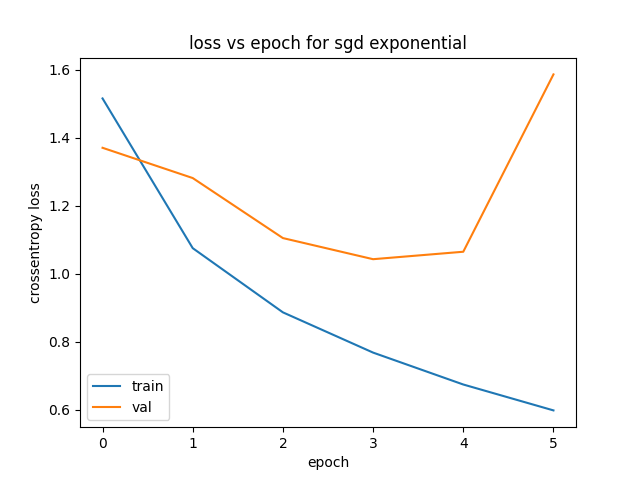 loss vs epoch for sgd exponential
1.6
1.4
1.2
1.0
0.8
0.6
crossentropy loss
train
val
0 1 2 3 4 5
epoch